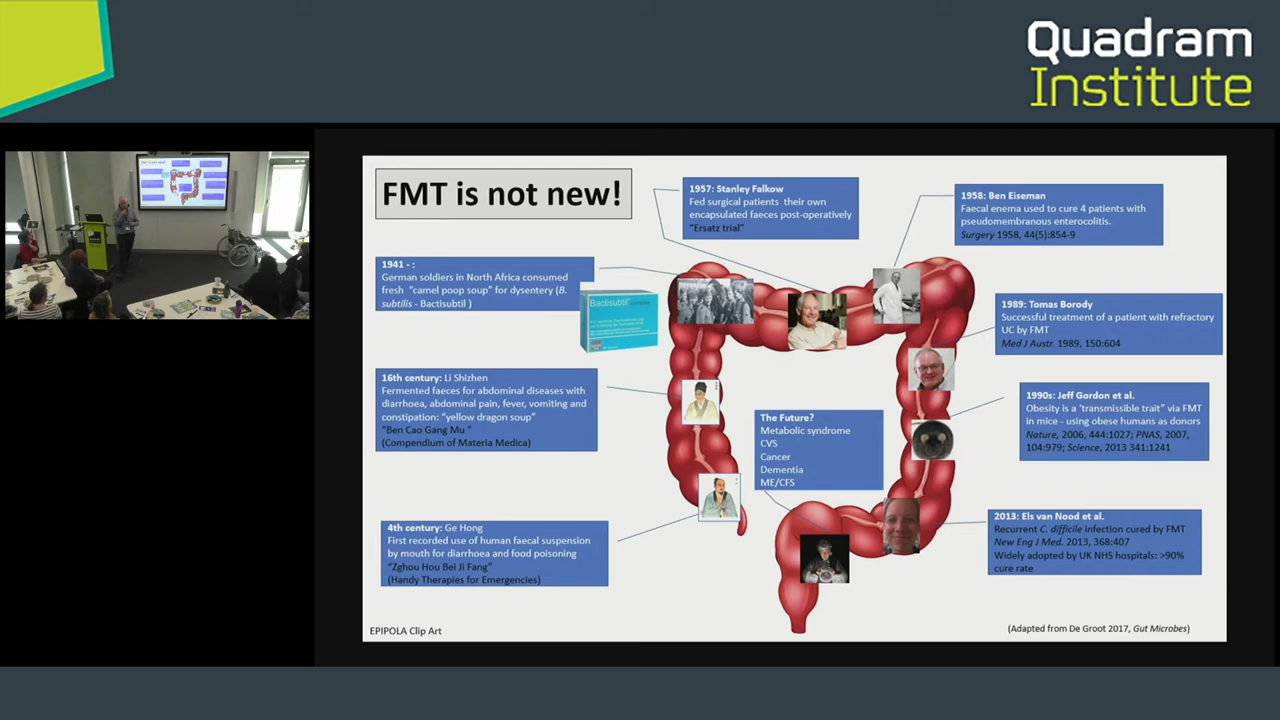 Quadram
Institute
FMT is not new!
1957: Stanley Falkow
Fed surgical patients their own
encapsulated faeces post-operatively
"Ersatz trial"
1958: Ben Eiseman
Faecal enema used to cure 4 patients with
pseudomembranous enterocolitis.
Surgery 1958, 44(5):854-9
1941 - :
German soldiers in North Africa consumed
fresh "camel poop soup" for dysentery (B.
subtilis - Bactisubtil )
Bactisubtil
1989: Tomas Borody
Successful treatment of a patient with refractory
UC by FMT
Med J Austr. 1989, 150:604
16th century: Li Shizhen
Fermented faeces for abdominal diseases with
diarrhoea, abdominal pain, fever, vomiting and
constipation: "yellow dragon soup"
"Ben Cao Gang Mu "
(Compendium of Materia Medica)
1990s: Jeff Gordon et al.
Obesity is a 'transmissible trait" via FMT
in mice - using obese humans as donors
Nature, 2006, 444:1027; PNAS, 2007,
104:979; Science, 2013 341:1241
The Future?
Metabolic syndrome
CVS
Cancer
Dementia
ME/CFS
4th century: Ge Hong
First recorded use of human faecal suspension
by mouth for diarrhoea and food poisoning
"Zghou Hou Bei Ji Fang"
(Handy Therapies for Emergencies)
2013: Els van Nood et al.
Recurrent C. difficile infection cured by FMT
New Eng J Med. 2013, 368:407
Widely adopted by UK NHS hospitals: >90%
cure rate
EPIPOLA Clip Art
(Adapted from De Groot 2017, Gut Microbes)